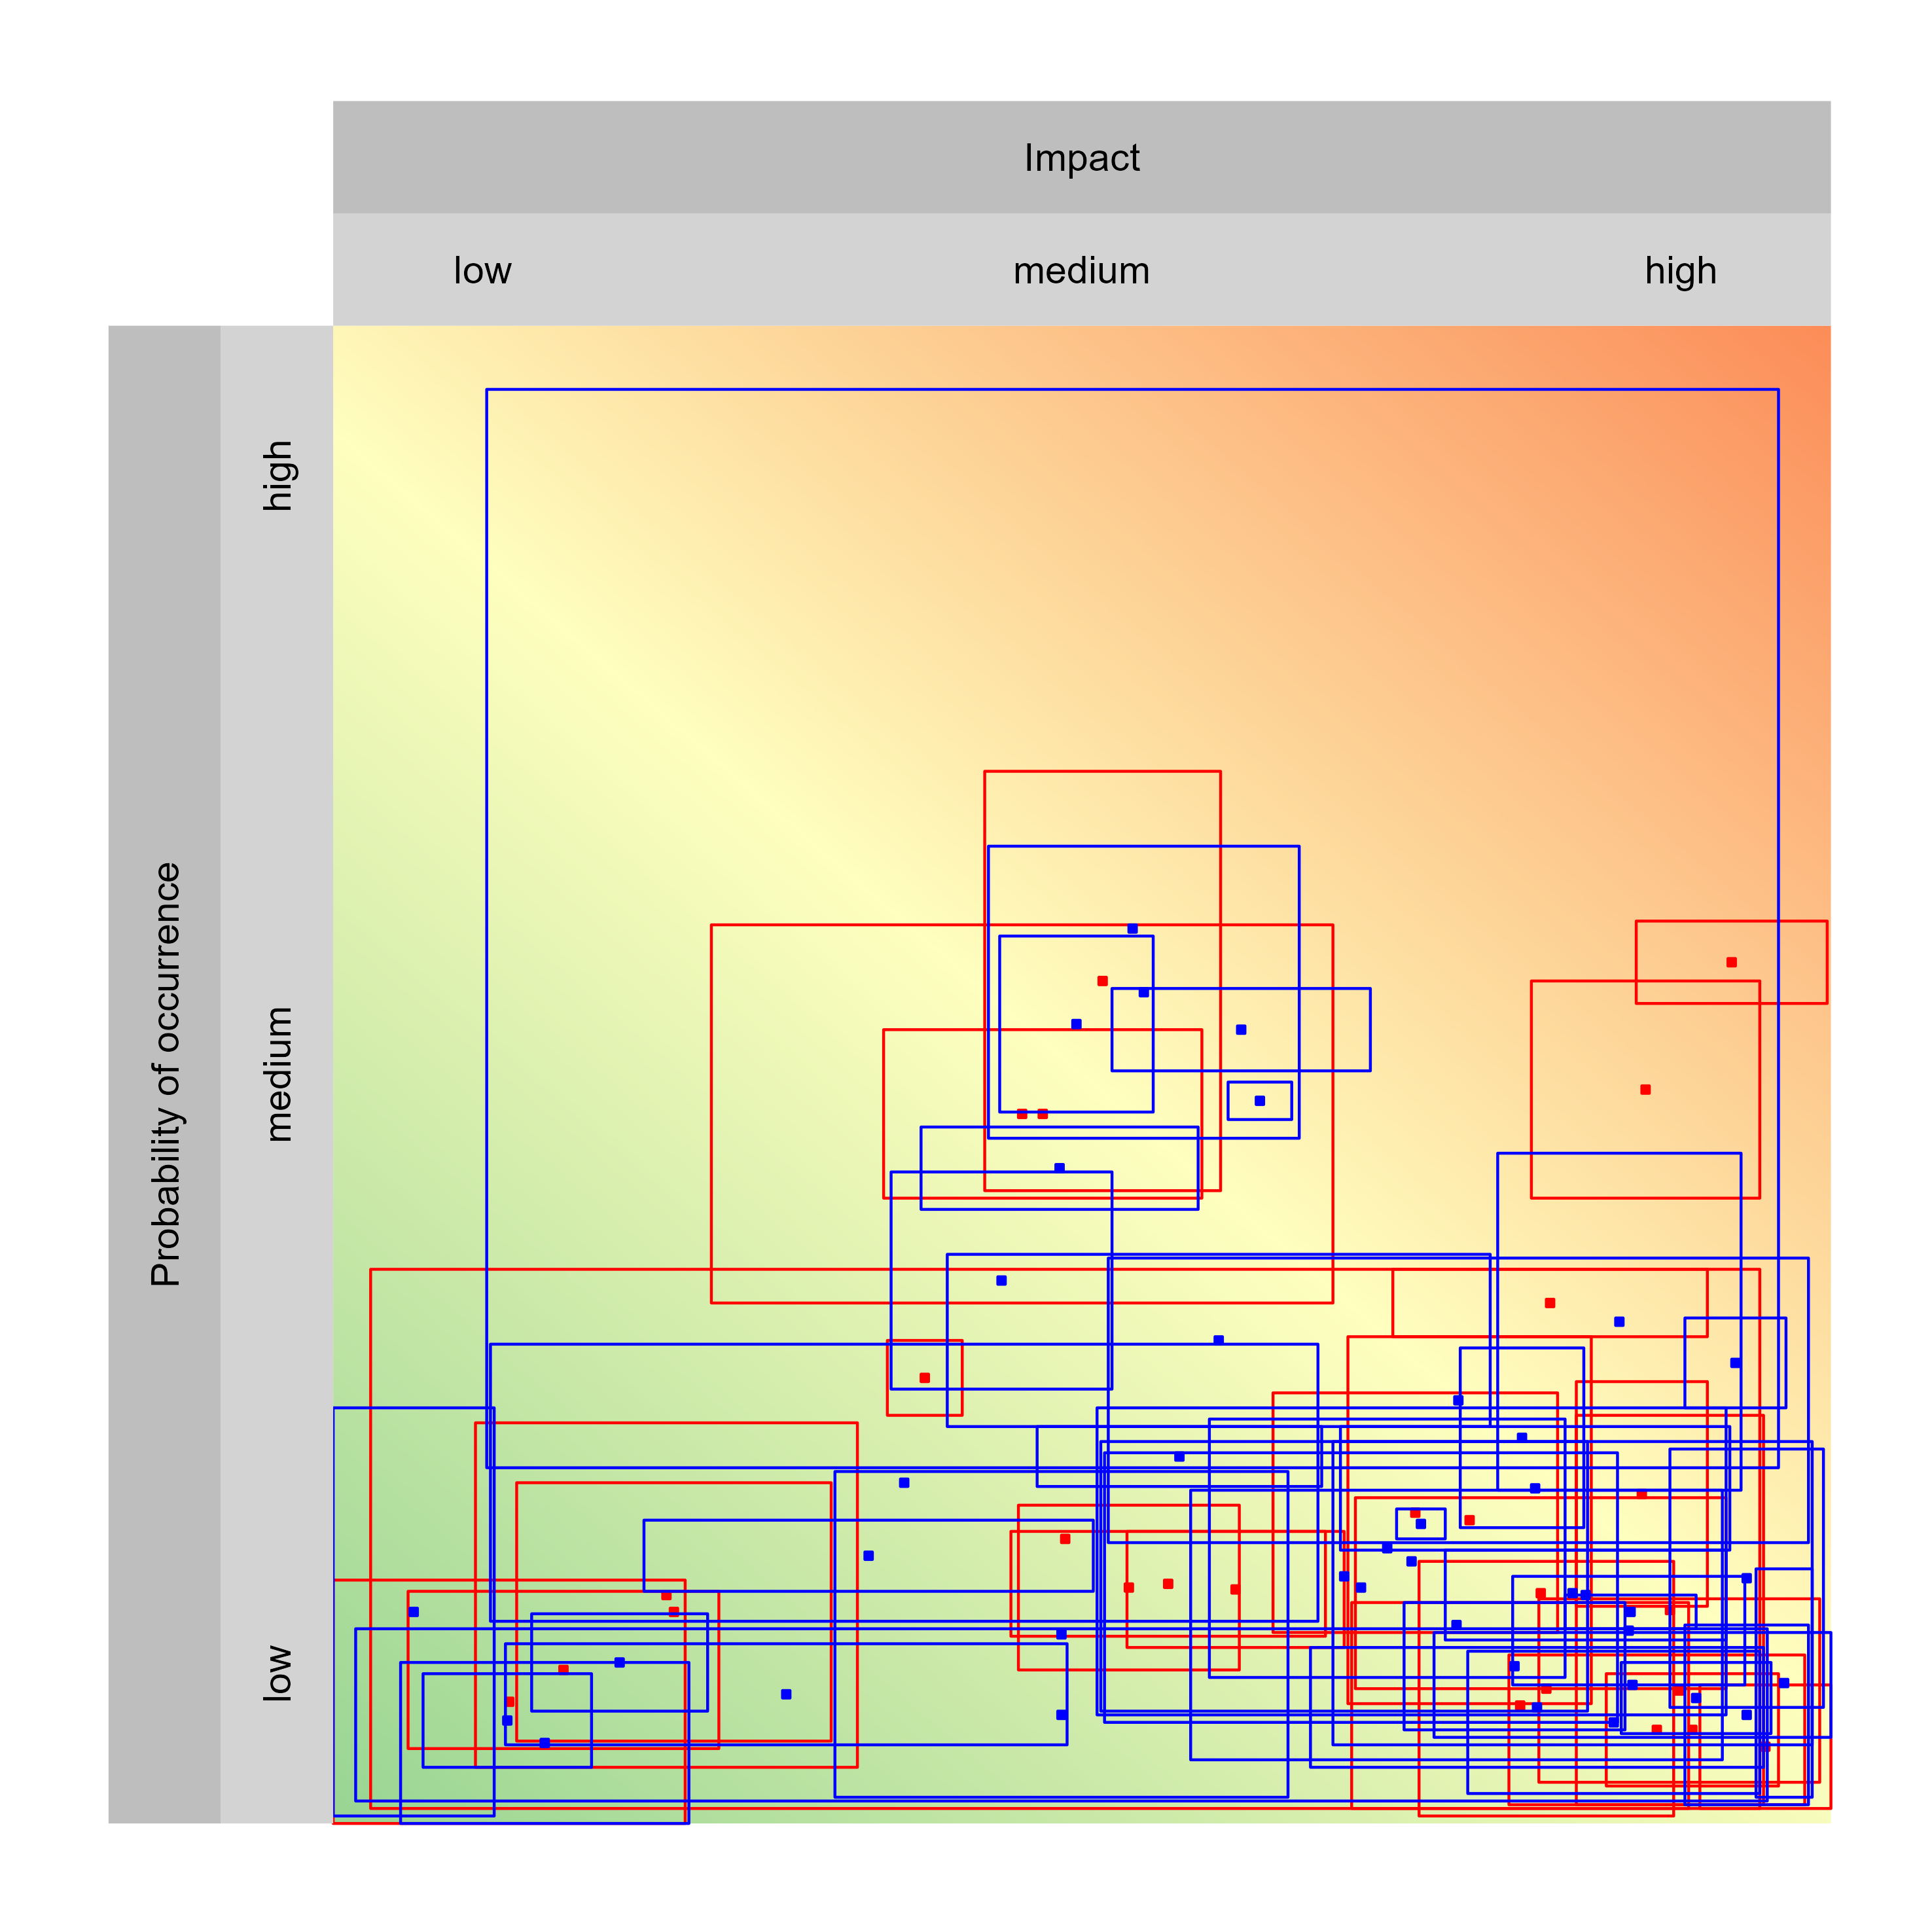 Impact
low medium high
high
medium
low
Probability of occurrence